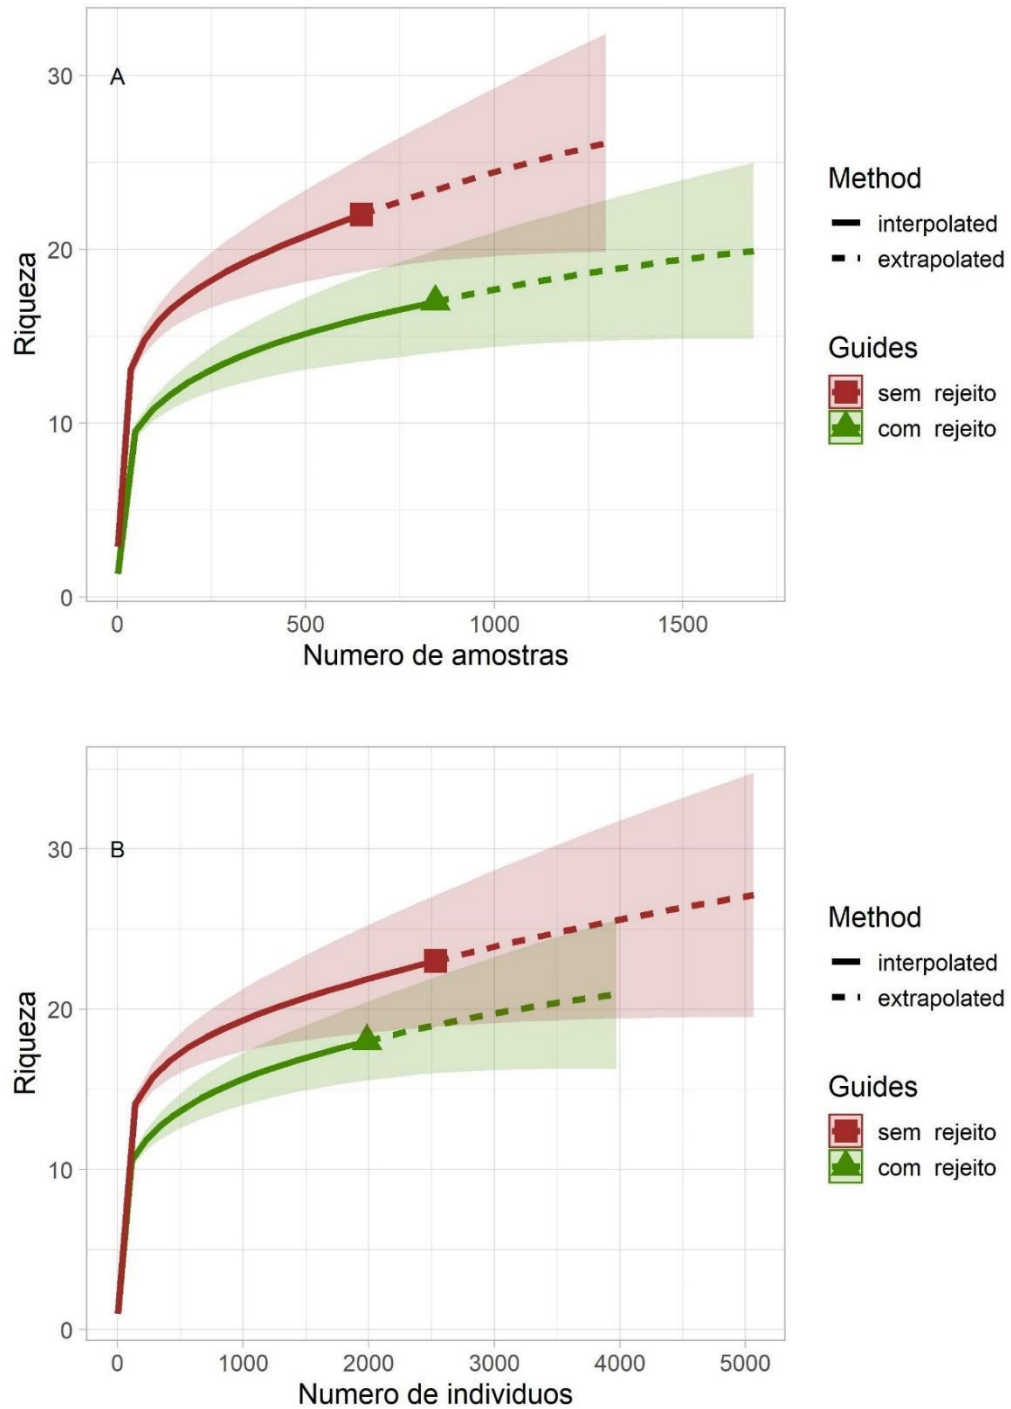 A
30
20
10
0
Riqueza
0 500 1000 1500
Numero de amostras
Method
interpolated
extrapolated
Guides
sem rejeito
com rejeito
B
30
20
10
0
Riqueza
0 1000 2000 3000 4000 5000
Numero de individuos
Method
interpolated
extrapolated
Guides
sem rejeito
com rejeito